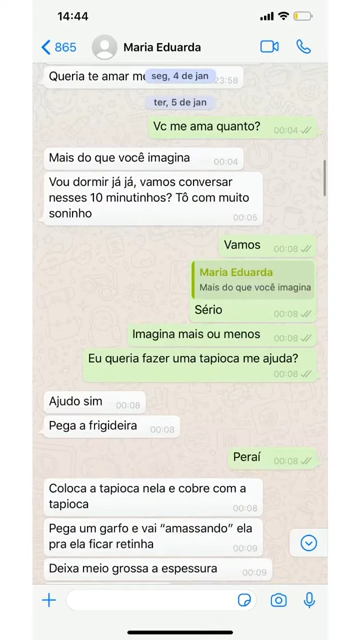 14:44
865
Maria Eduarda
Queria te amar me
seg, 4 de jan
23:58
ter, 5 de jan
Vc me ama quanto?
00:04
Mais do que você imagina
00:04
Vou dormir já já, vamos conversar
nesses 10 minutinhos? Tô com muito
soninho
00:05
Vamos
00:08
Maria Eduarda
Mais do que você imagina
Sério
00:08
Imagina mais ou menos
00:08
Eu queria fazer uma tapioca me ajuda?
00:08
Ajudo sim
00:08
Pega a frigideira
00:08
Peraí
00:08
Coloca a tapioca nela e cobre com a
tapioca
00:08
Pega um garfo e vai “amassando” ela
pra ela ficar retinha
00:09
Deixa meio grossa a espessura
00:09